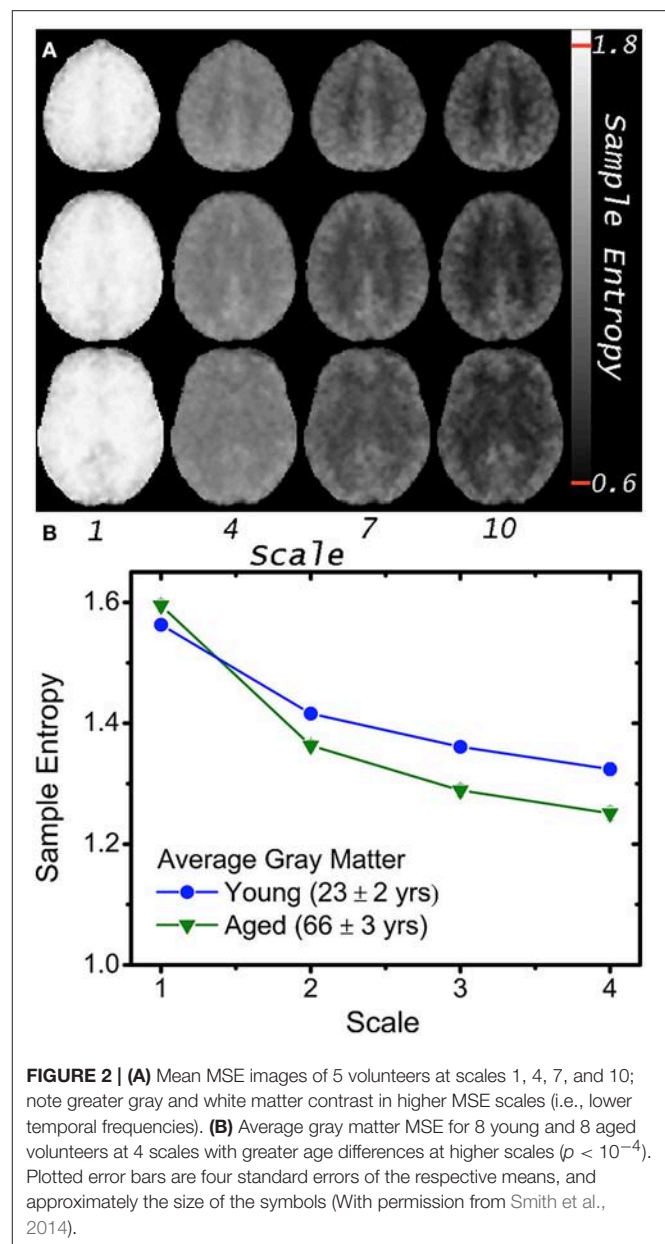 A
1.8
Sample Entropy
0.6
B
1 4 7 10
Scale
1.6
1.4
1.2
1.0
Sample Entropy
Average Gray Matter
Young (23 ± 2 yrs)
Aged (66 ± 3 yrs)
1 2 3 4
Scale
FIGURE 2 | (A) Mean MSE images of 5 volunteers at scales 1, 4, 7, and 10;
note greater gray and white matter contrast in higher MSE scales (i.e., lower
temporal frequencies). (B) Average gray matter MSE for 8 young and 8 aged
volunteers at 4 scales with greater age differences at higher scales (p < 10⁻⁴).
Plotted error bars are four standard errors of the respective means, and
approximately the size of the symbols (With permission from Smith et al.,
2014).